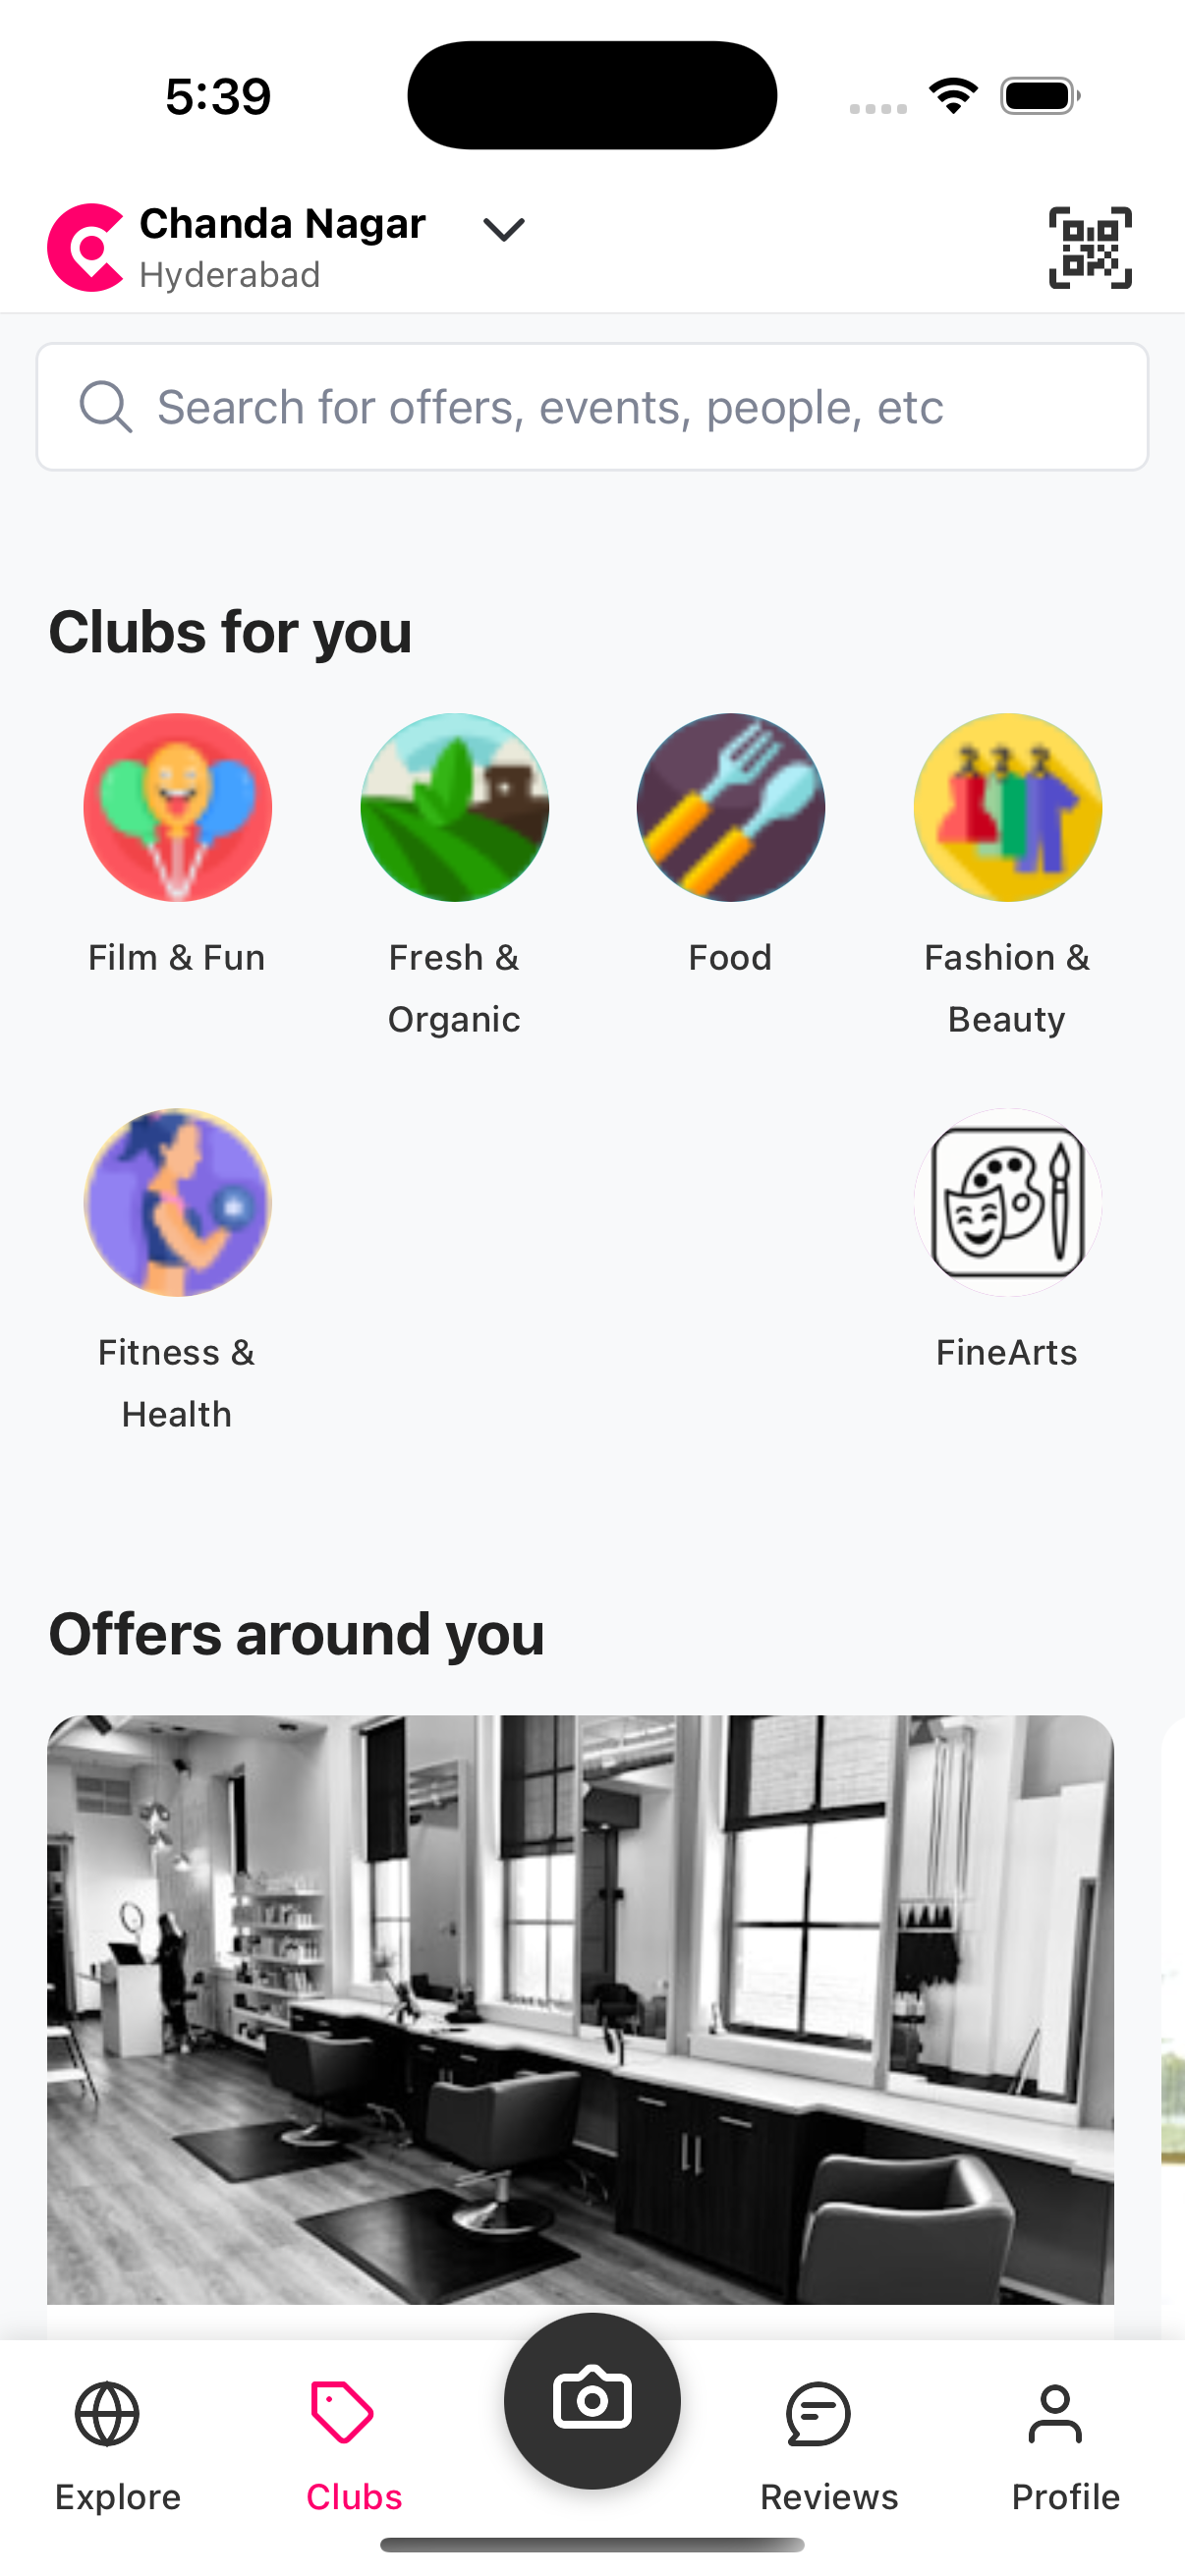 5:39
Chanda Nagar
Hyderabad
Search for offers, events, people, etc
Clubs for you
Film & Fun
Fresh &
Organic
Food
Fashion &
Beauty
Fitness &
Health
FineArts
Offers around you
Explore
Clubs
Reviews
Profile